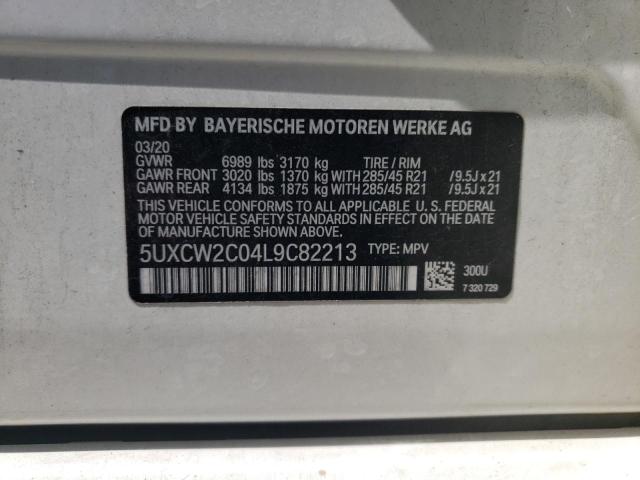 MFD BY BAYERISCHE MOTOREN WERKE AG
03/20
GVWR 6989 lbs 3170 kg TIRE / RIM
GAWR FRONT 3020 lbs 1370 kg WITH 285/45 R21 /9.5J x 21
GAWR REAR 4134 lbs 1875 kg WITH 285/45 R21 /9.5J x 21
THIS VEHICLE CONFORMS TO ALL APPLICABLE U. S. FEDERAL
MOTOR VEHICLE SAFETY STANDARDS IN EFFECT ON THE DATE
OF MANUFACTURE SHOWN ABOVE.
5UXCW2C04L9C82213 TYPE: MPV
300U
7 320 729